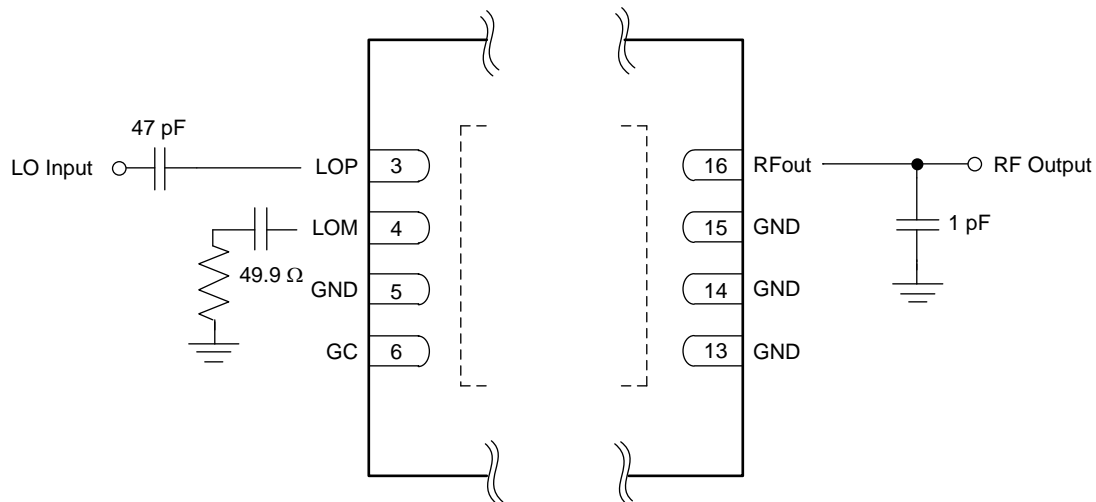 47 pF
LO Input
LOP
3
16
RFout
RF Output
LOM
4
15
GND
1 pF
49.9 Ω
GND
5
14
GND
GC
6
13
GND